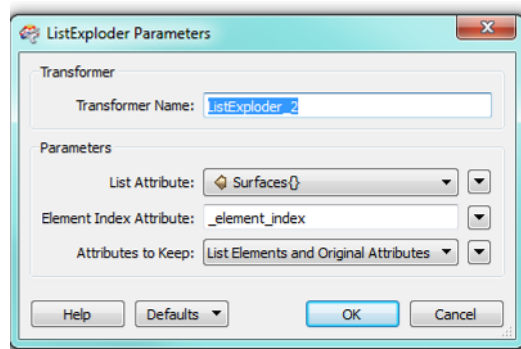 ListExploder Parameters
Transformer
Transformer Name: ListExploder_2
Parameters
List Attribute: Surfaces{}
Element Index Attribute: _element_index
Attributes to Keep: List Elements and Original Attributes
Help Defaults OK Cancel